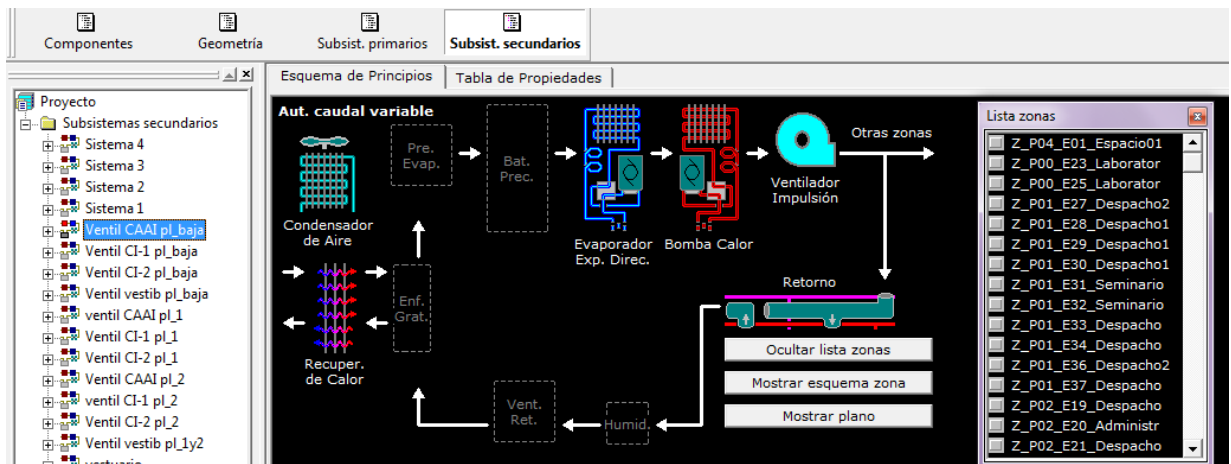 Componentes
Geometría
Subsist. primarios
Subsist. secundarios
Proyecto
Subsistemas secundarios
Sistema 4
Sistema 3
Sistema 2
Sistema 1
Ventil CAAI pl_baja
Ventil CI-1 pl_baja
Ventil CI-2 pl_baja
Ventil vestib pl_baja
ventil CAAI pl_1
Ventil CI-1 pl_1
Ventil CI-2 pl_1
Ventil CAAI pl_2
ventil CI-1 pl_2
Ventil CI-2 pl_2
Ventil vestib pl_1y2
vestuario
Esquema de Principios
Tabla de Propiedades
Aut. caudal variable
Pre.
Evap.
Bat.
Prec.
Otras zonas
Ventilador
Impulsión
Condensador
de Aire
Evaporador
Exp. Direc.
Bomba Calor
Enf.
Grat.
Retorno
Recuper.
de Calor
Vent.
Ret.
Humid.
Ocultar lista zonas
Mostrar esquema zona
Mostrar plano
Lista zonas
Z_P04_E01_Espacio01
Z_P00_E23_Laborator
Z_P00_E25_Laborator
Z_P01_E27_Despacho2
Z_P01_E28_Despacho1
Z_P01_E29_Despacho1
Z_P01_E30_Despacho1
Z_P01_E31_Seminario
Z_P01_E32_Seminario
Z_P01_E33_Despacho
Z_P01_E34_Despacho
Z_P01_E36_Despacho2
Z_P01_E37_Despacho
Z_P02_E19_Despacho
Z_P02_E20_Administr
Z_P02_E21_Despacho